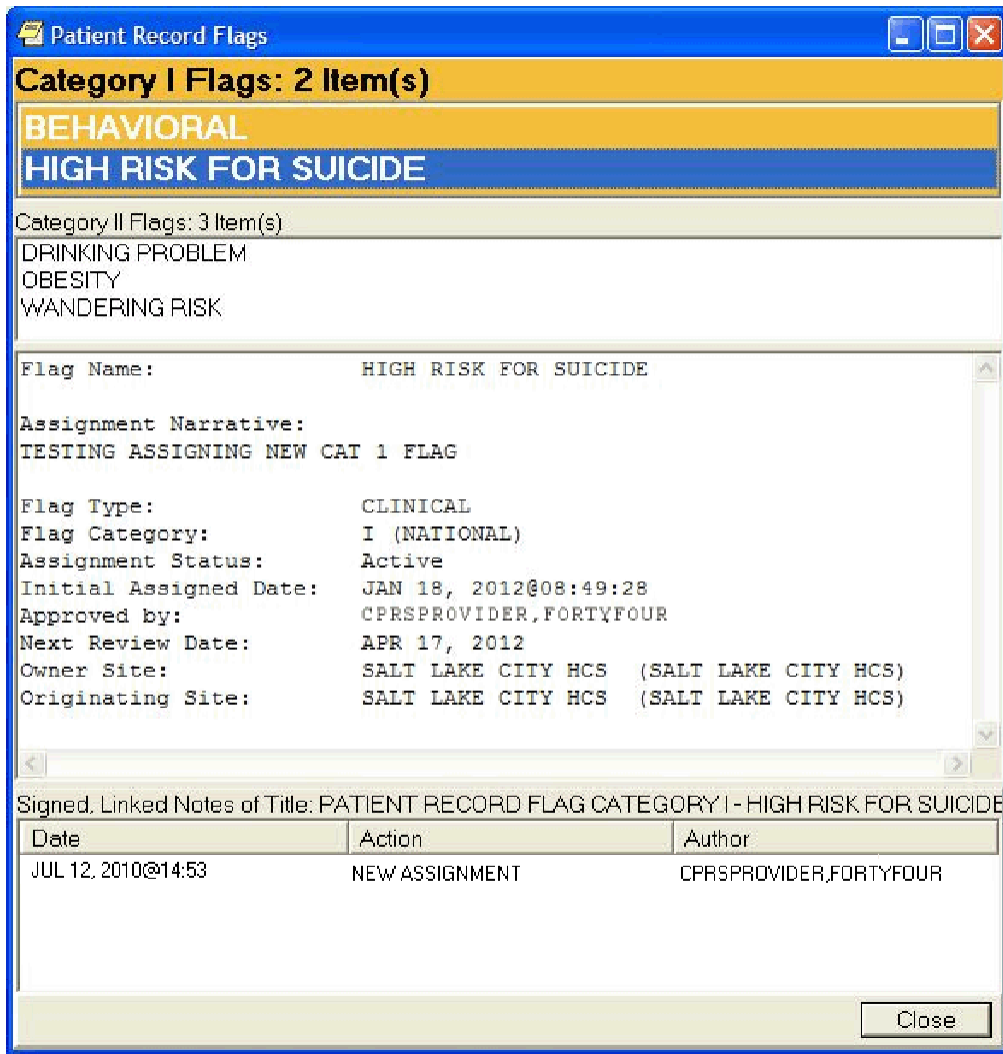 Patient Record Flags
Category I Flags: 2 Item(s)
BEHAVIORAL
HIGH RISK FOR SUICIDE
Category II Flags: 3 Item(s)
DRINKING PROBLEM
OBESITY
WANDERING RISK
Flag Name: HIGH RISK FOR SUICIDE
Assignment Narrative:
TESTING ASSIGNING NEW CAT 1 FLAG
Flag Type: CLINICAL
Flag Category: I (NATIONAL)
Assignment Status: Active
Initial Assigned Date: JAN 18, 2012@08:49:28
Approved by: CPRSPROVIDER,FORTYFOUR
Next Review Date: APR 17, 2012
Owner Site: SALT LAKE CITY HCS (SALT LAKE CITY HCS)
Originating Site: SALT LAKE CITY HCS (SALT LAKE CITY HCS)
Signed, Linked Notes of Title: PATIENT RECORD FLAG CATEGORY I - HIGH RISK FOR SUICIDE
Date Action Author
JUL 12, 2010@14:53 NEW ASSIGNMENT CPRSPROVIDER,FORTYFOUR
Close